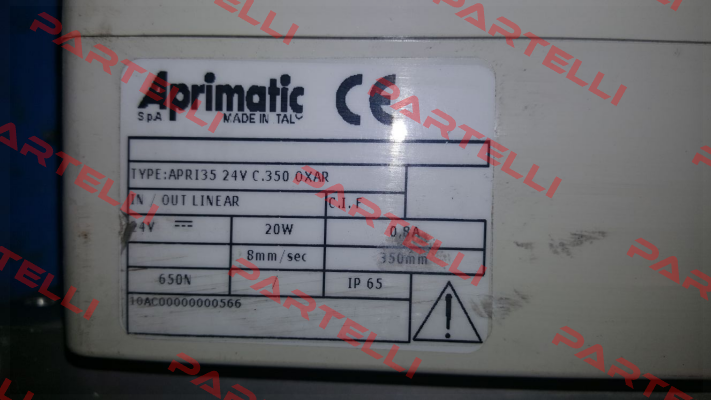 Aprimatic CE
S.p.A MADE IN ITALY
TYPE:APRI35 24V C.350 OXAR
IN / OUT LINEAR C.I.F
24V 20W 0,8A
8mm/sec 350mm
650N IP 65
10AC00000000566
PARTELLI
PARTELLI
PARTELLI
PARTELLI
PARTELLI
PARTELLI
PARTELLI
PARTELLI